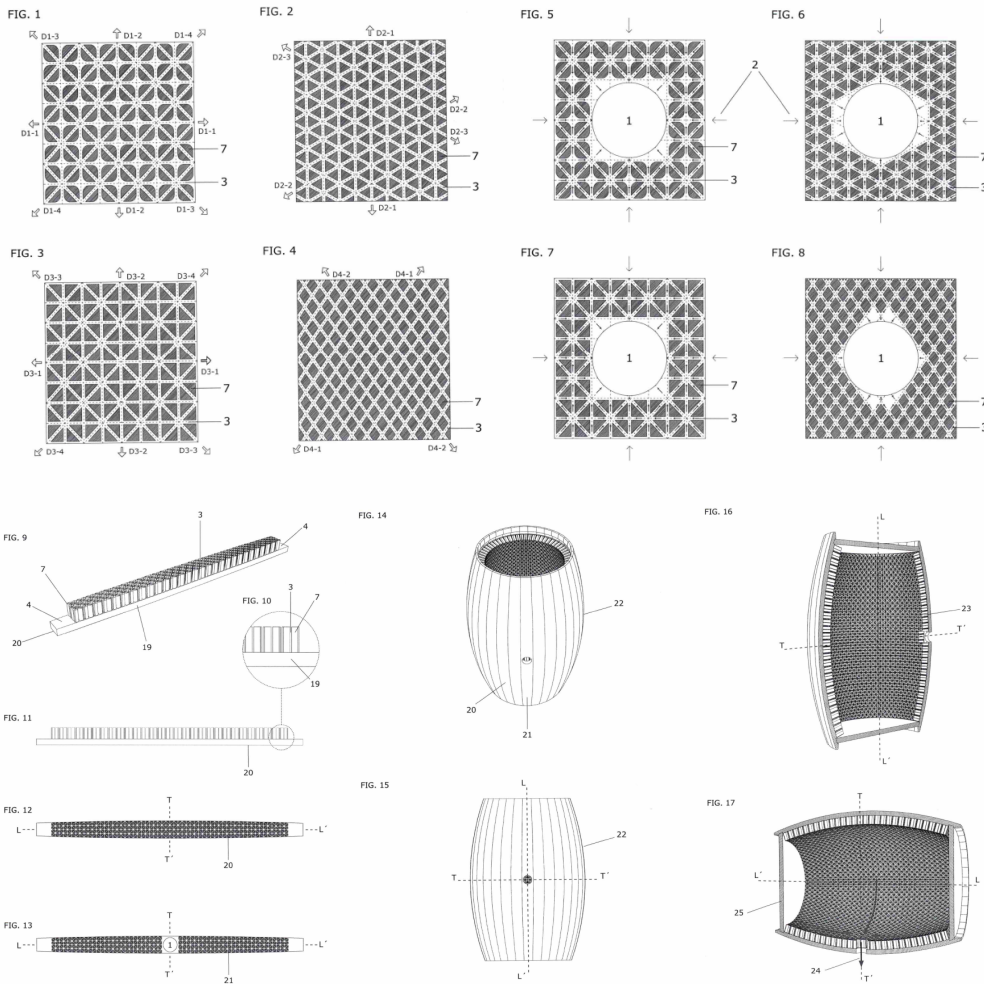 FIG. 1
D1-3
D1-2
D1-4
D1-1
D1-1
7
3
D1-4
D1-2
D1-3
FIG. 2
D2-1
D2-3
D2-2
D2-3
7
3
D2-2
D2-1
FIG. 5
1
2
7
3
FIG. 6
1
7
3
FIG. 3
D3-3
D3-2
D3-4
D3-1
D3-1
7
3
D3-4
D3-2
D3-3
FIG. 4
D4-2
D4-1
7
3
D4-1
D4-2
FIG. 7
1
7
3
FIG. 8
1
7
3
FIG. 9
3
4
7
4
20
19
FIG. 10
3
7
19
FIG. 11
20
FIG. 12
T
L
L´
T´
20
FIG. 13
T
L
1
L´
T´
21
FIG. 14
22
20
21
FIG. 15
L
22
T
T´
L´
FIG. 16
L
23
T´
T
L´
FIG. 17
T
L´
L
25
24
T´